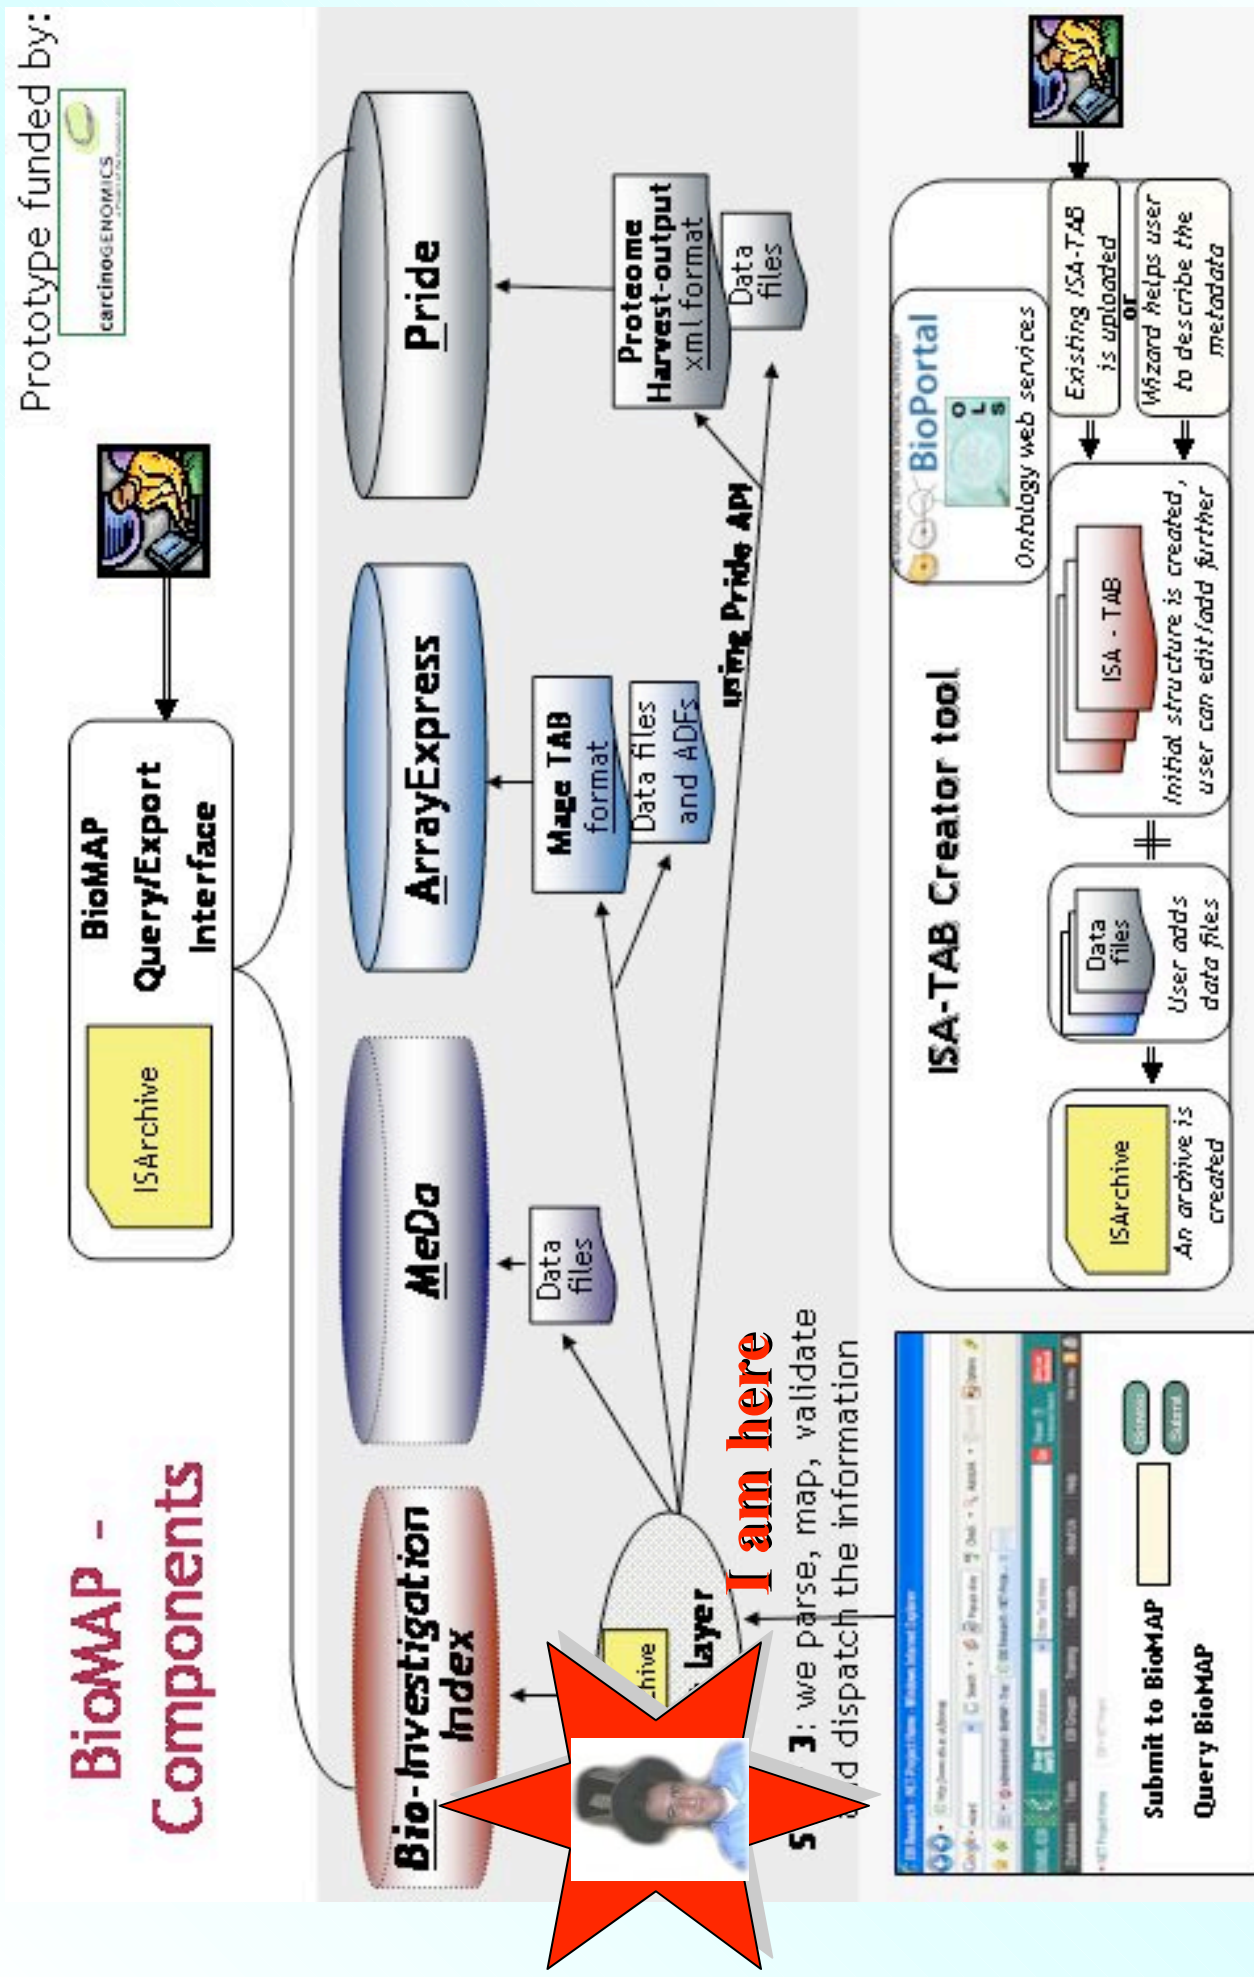 BioMAP -
Components
Prototype funded by:
carcinoGENOMICS
ISArchive
BioMAP
Query/Export
Interface
Bio-Investigation
Index
MeDa
ArrayExpress
Pride
Data
files
Mage TAB
format
Data files
and ADFs
Proteome
Harvest-output
xml format
Data
files
using Pride API
hive
layer
I am here
3: we parse, map, validate
d dispatch the information
Submit to BioMAP
Query BioMAP
Submit
ISA-TAB Creator tool
BioPortal
OLS
Ontology web services
ISArchive
An archive is
created
Data
files
User adds
data files
ISA - TAB
Initial structure is created,
user can edit/add further
Existing ISA-TAB
is uploaded
or
Wizard helps user
to describe the
metadata